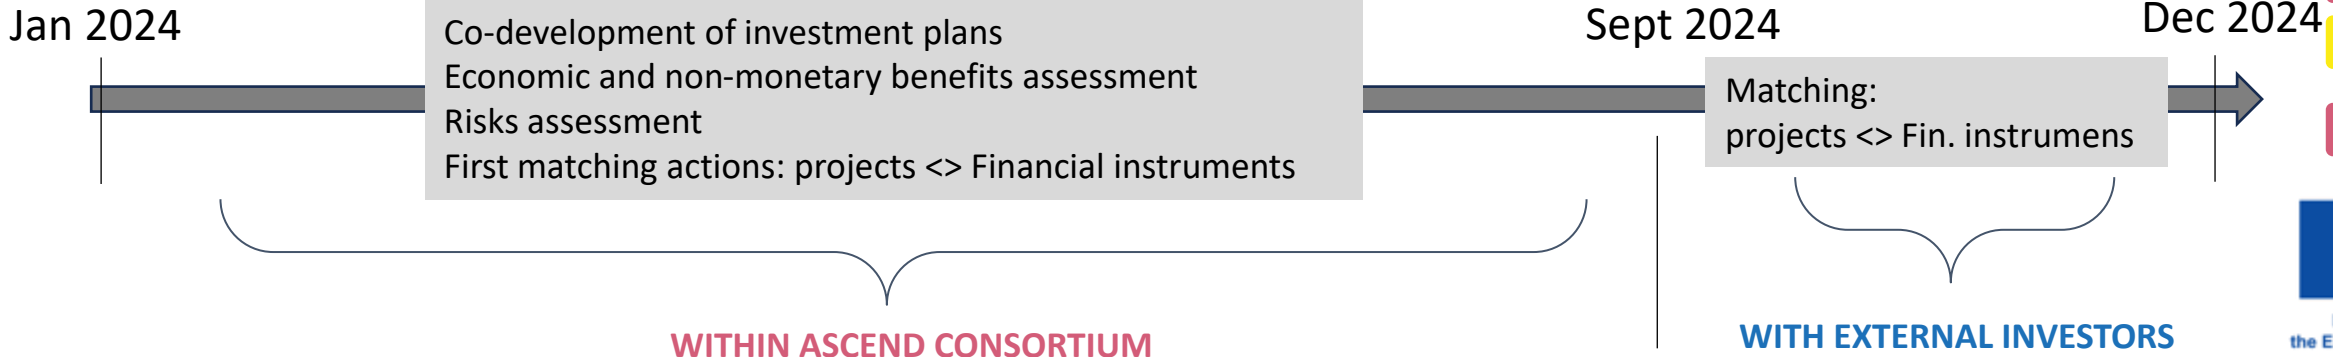 Jan 2024
Co-development of investment plans
Economic and non-monetary benefits assessment
Risks assessment
First matching actions: projects <> Financial instruments
Sept 2024
Dec 2024
Matching:
projects <> Fin. instrumens
WITHIN ASCEND CONSORTIUM
WITH EXTERNAL INVESTORS
the E